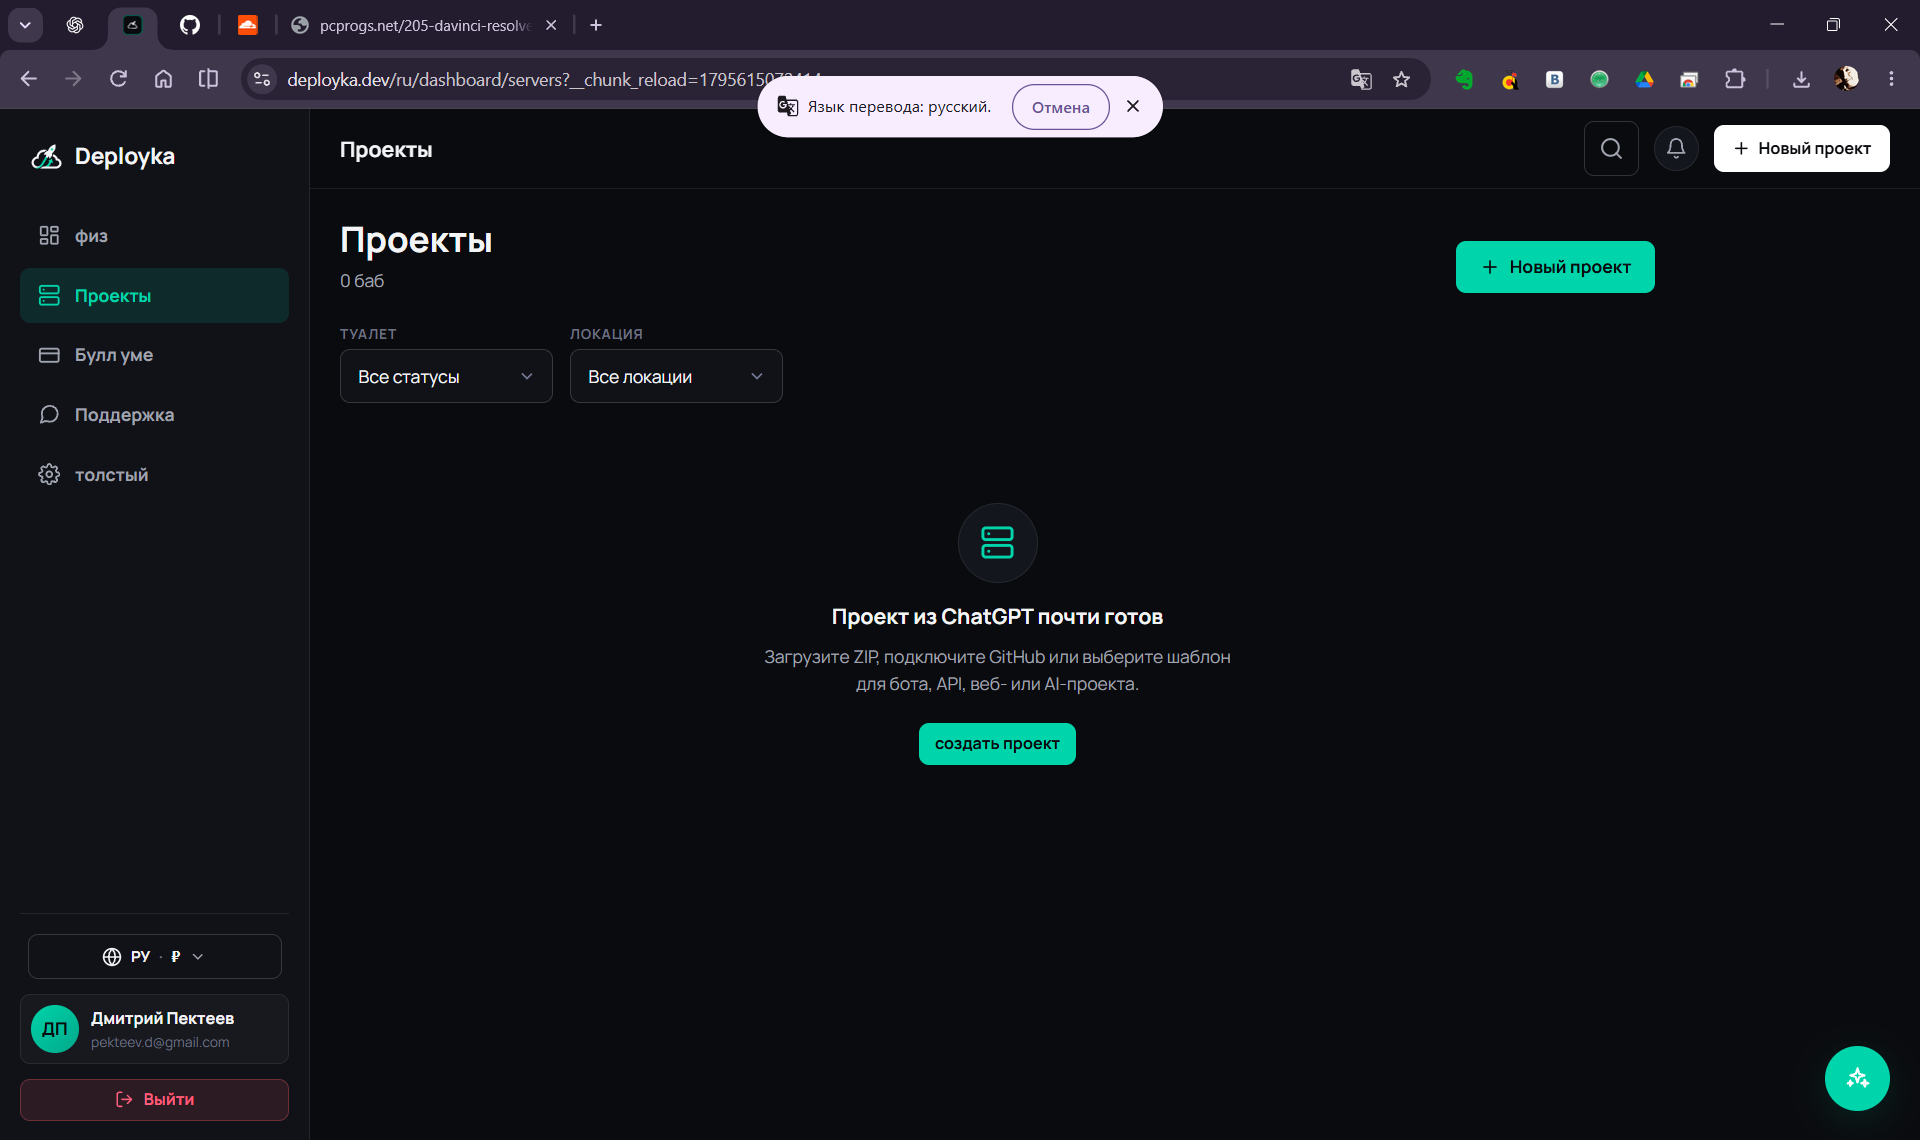 pcprogs.net/205-davinci-resolve
deployka.dev/ru/dashboard/servers?__chunk_reload=1795615073414
Язык перевода: русский.
Отмена
Deployka
Проекты
Новый проект
физ
Проекты
Булл уме
Поддержка
толстый
Проекты
0 баб
Новый проект
ТУАЛЕТ
ЛОКАЦИЯ
Все статусы
Все локации
Проект из ChatGPT почти готов
Загрузите ZIP, подключите GitHub или выберите шаблон
для бота, API, веб- или AI-проекта.
создать проект
РУ · ₽
ДП
Дмитрий Пектеев
pekteev.d@gmail.com
Выйти